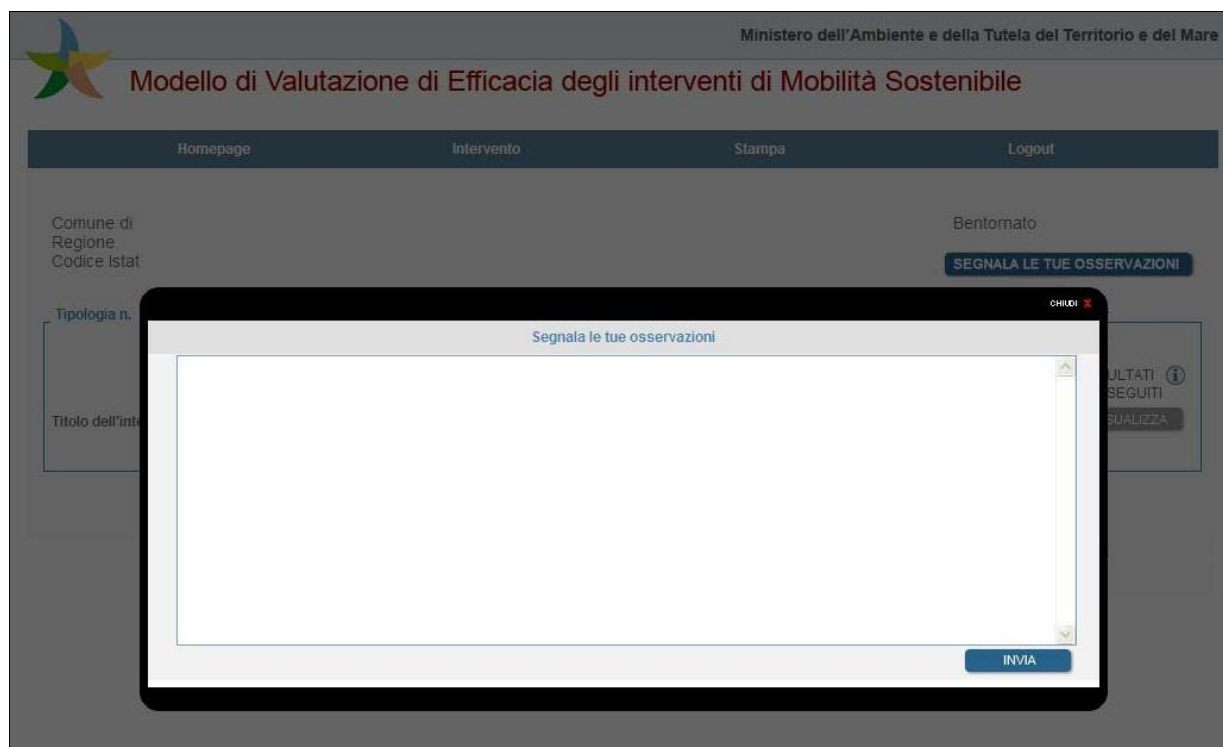 Ministero dell'Ambiente e della Tutela del Territorio e del Mare
Modello di Valutazione di Efficacia degli interventi di Mobilità Sostenibile
Homepage Intervento Stampa Logout
Comune di
Regione
Codice Istat
Bentornato
SEGNALA LE TUE OSSERVAZIONI
Tipologia n.
CHIUDI X
Segnala le tue osservazioni
ULTATI i
SEGUITI
Titolo dell'inte
SUALIZZA
INVIA